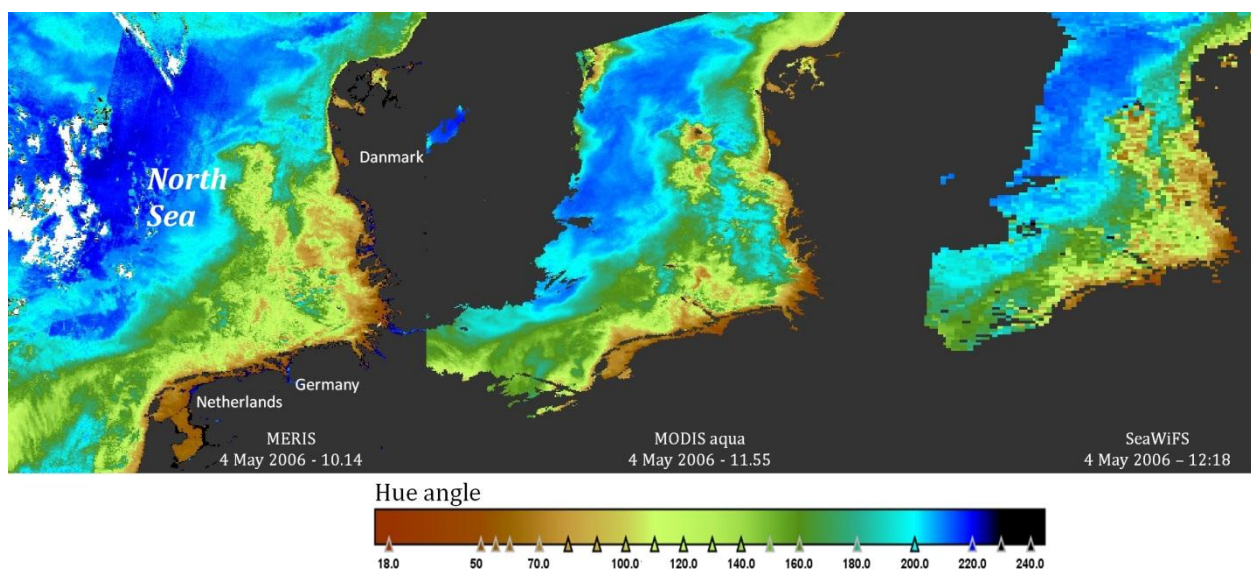 North
Sea
Danmark
Germany
Netherlands
MERIS
4 May 2006 - 10.14
MODIS aqua
4 May 2006 - 11.55
SeaWiFS
4 May 2006 – 12:18
Hue angle
18.0 50 70.0 100.0 120.0 140.0 160.0 180.0 200.0 220.0 240.0